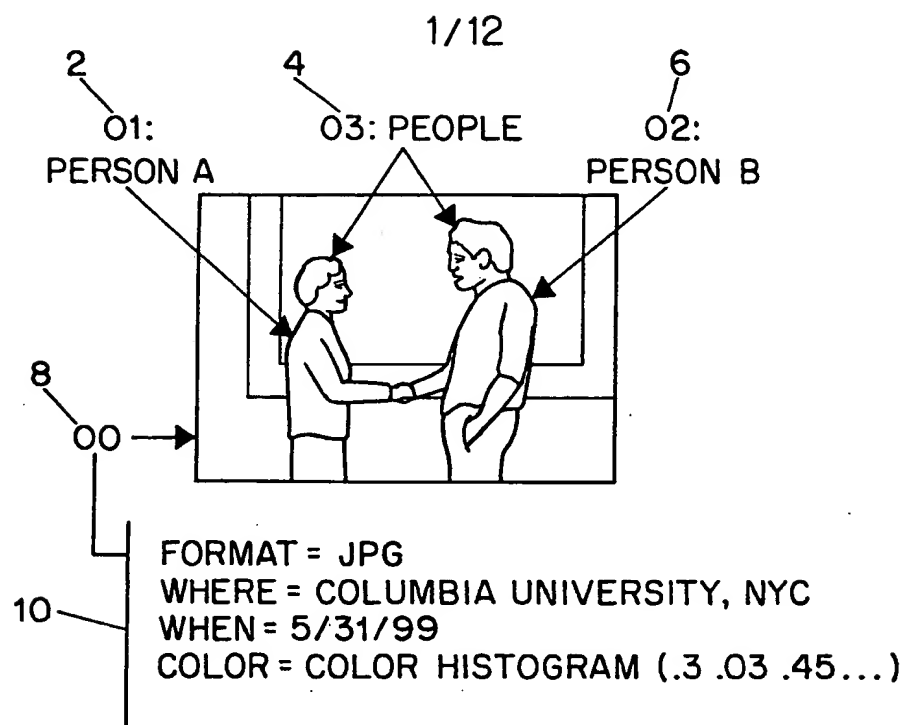 1/12
2 4 6
O1: O3: PEOPLE O2:
PERSON A PERSON B
8
O0
FORMAT = JPG
WHERE = COLUMBIA UNIVERSITY, NYC
10 WHEN = 5/31/99
COLOR = COLOR HISTOGRAM (.3 .03 .45...)